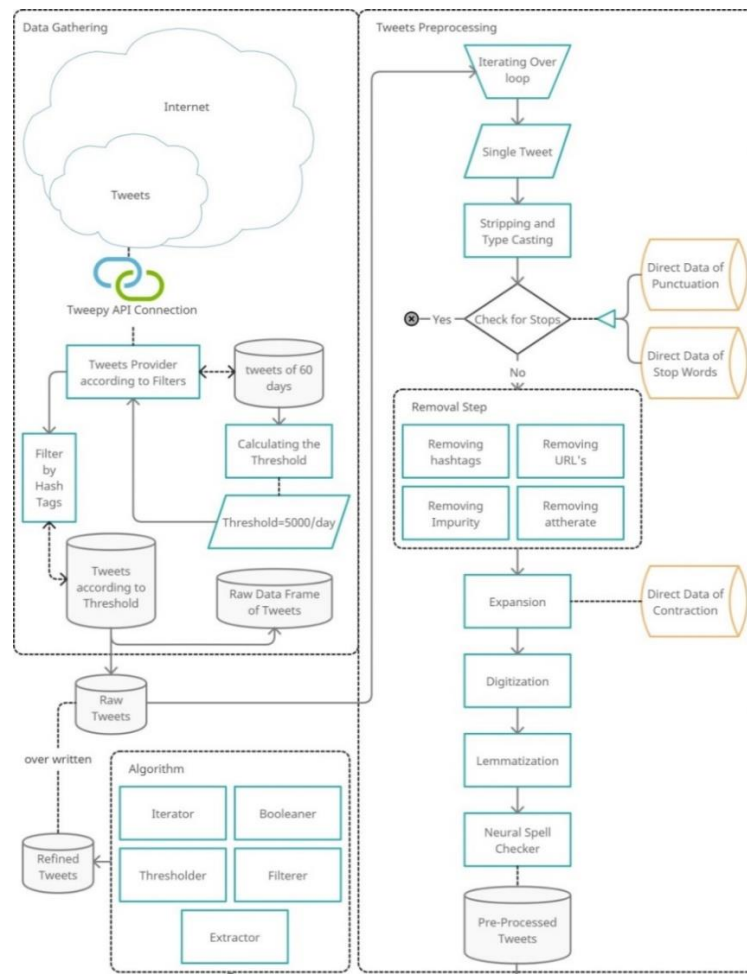 Data Gathering
Internet
Tweets
Tweepy API Connection
Tweets Provider
according to Filters
tweets of 60
days
Filter
by
Hash
Tags
Calculating the
Threshold
Threshold=5000/day
Tweets
according to
Threshold
Raw Data Frame
of Tweets
Raw
Tweets
over written
Refined
Tweets
Algorithm
Iterator
Booleaner
Thresholder
Filterer
Extractor
Tweets Preprocessing
Iterating Over
loop
Single Tweet
Stripping and
Type Casting
Check for Stops
Yes
No
Direct Data of
Punctuation
Direct Data of
Stop Words
Removal Step
Removing
hashtags
Removing
URL's
Removing
Impurity
Removing
attherate
Expansion
Direct Data of
Contraction
Digitization
Lemmatization
Neural Spell
Checker
Pre-Processed
Tweets